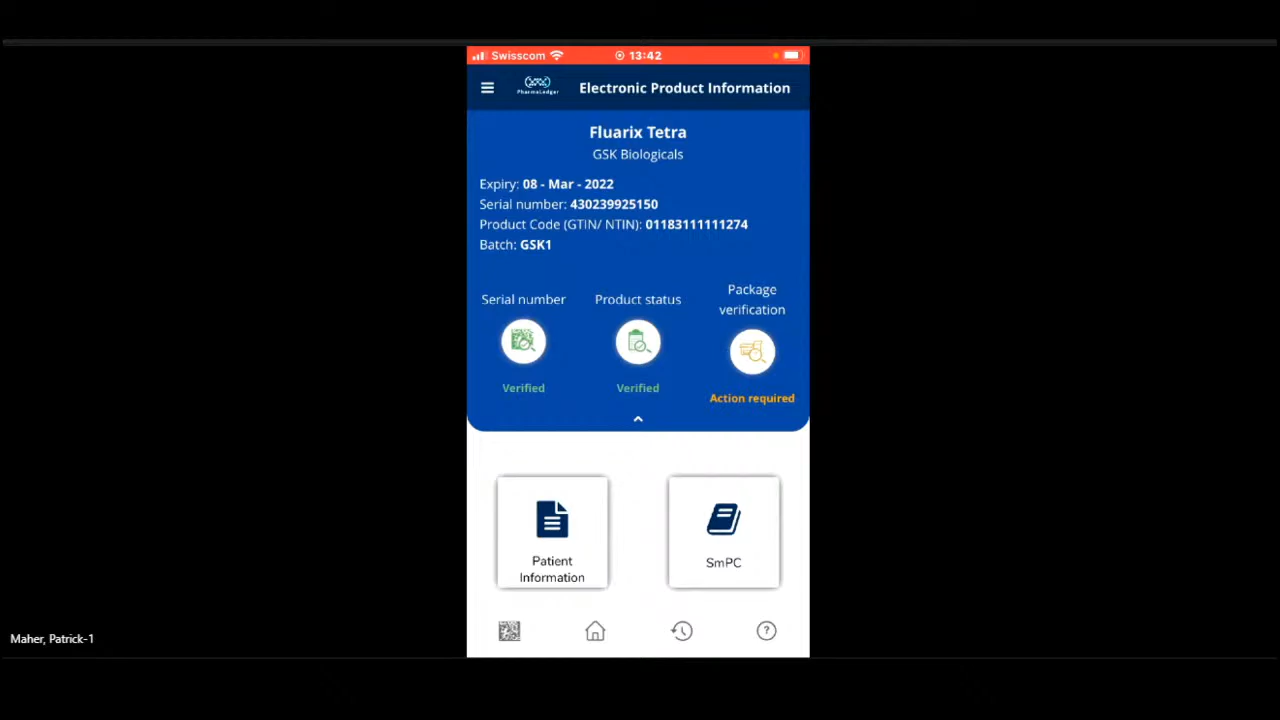 Swisscom 13:42
PharmaLedger Electronic Product Information
Fluarix Tetra
GSK Biologicals
Expiry: 08 - Mar - 2022
Serial number: 430239925150
Product Code (GTIN/ NTIN): 01183111111274
Batch: GSK1
Serial number
Product status
Package
verification
Verified
Verified
Action required
Patient
Information
SmPC
?
Maher, Patrick-1